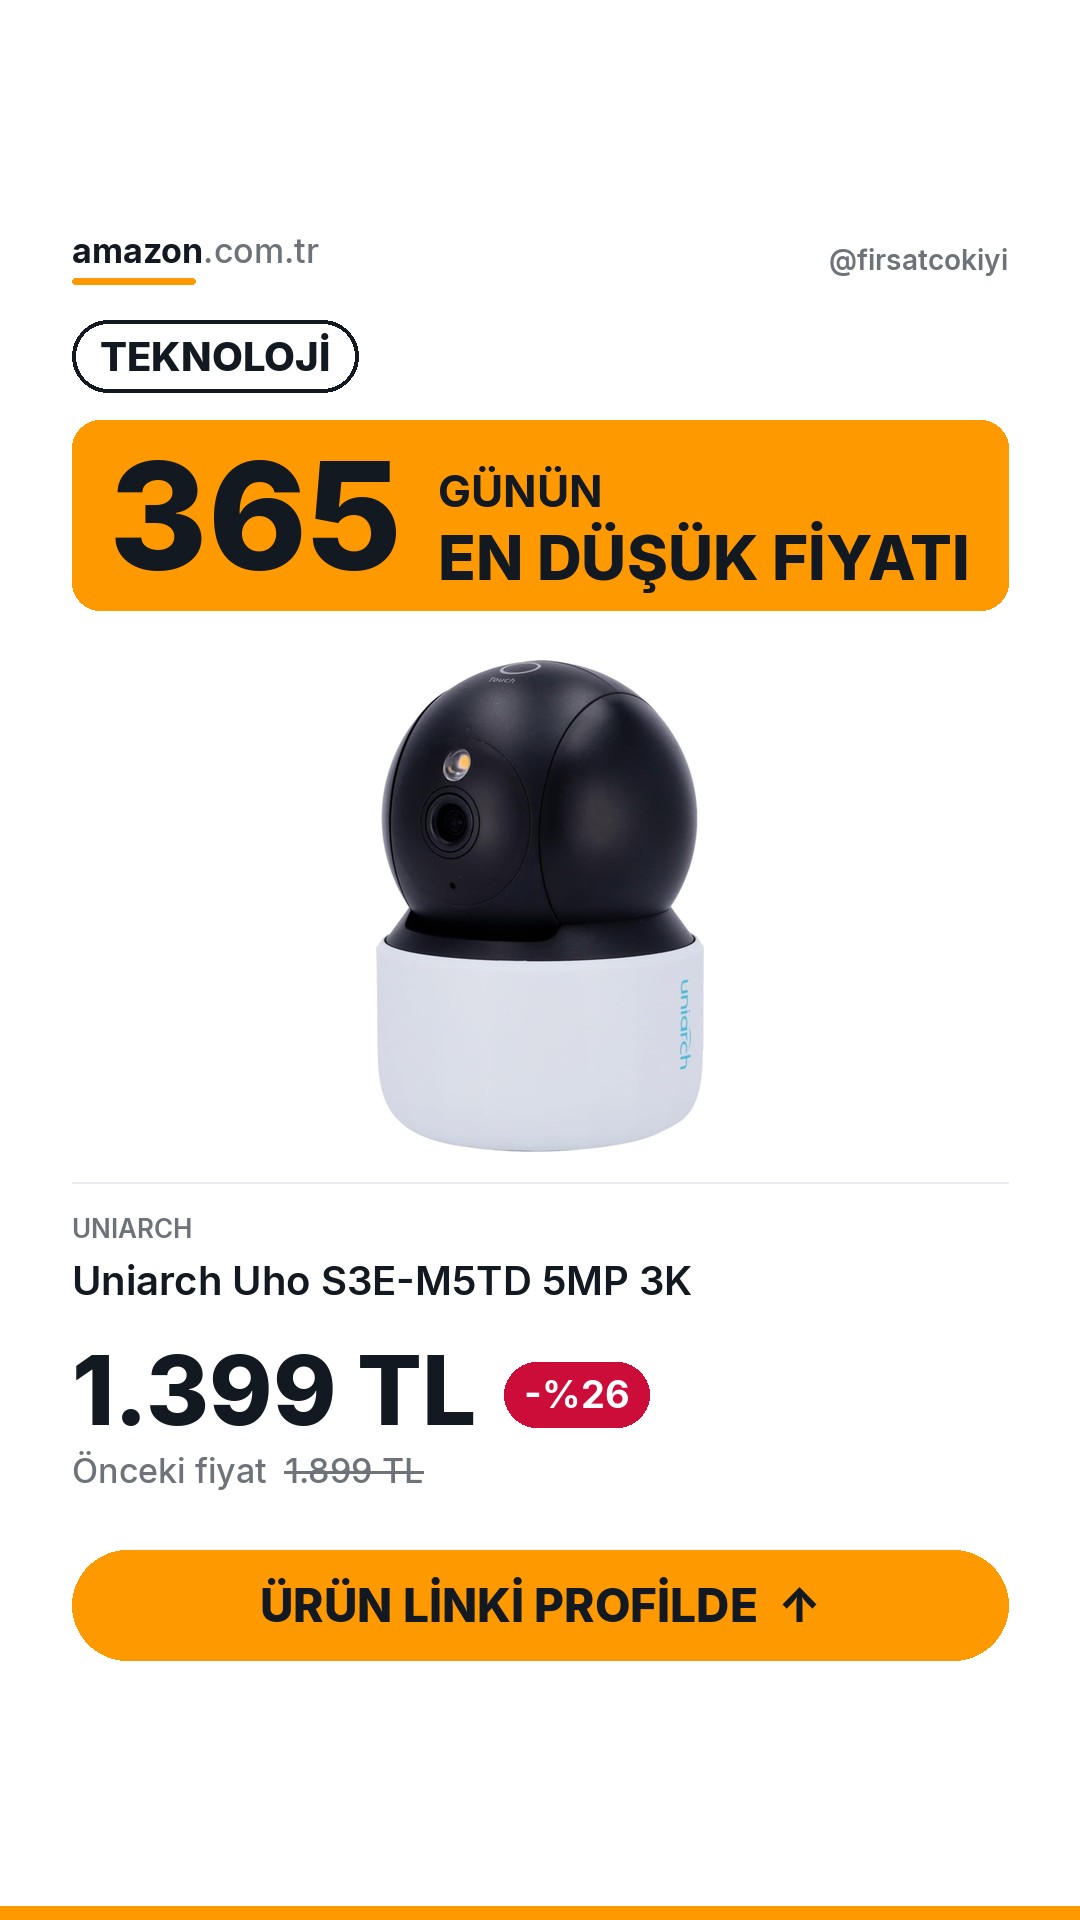 amazon.com.tr
@firsatcokiyi
TEKNOLOJİ
365 GÜNÜN
EN DÜŞÜK FİYATI
Touch
uniarch
UNIARCH
Uniarch Uho S3E-M5TD 5MP 3K
1.399 TL -%26
Önceki fiyat 1.899 TL
ÜRÜN LİNKİ PROFİLDE ↑